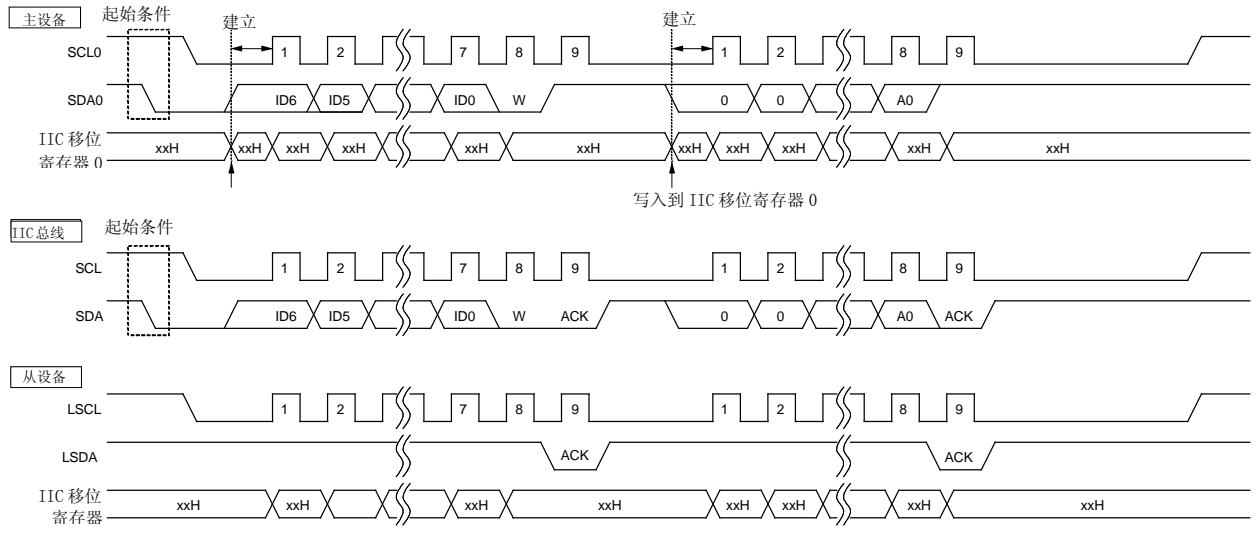 主设备 起始条件 建立 建立
SCL0 1 2 7 8 9 1 2 8 9
SDA0 ID6 ID5 ID0 W 0 0 A0
IIC 移位
寄存器 0
xxH xxH xxH xxH xxH xxH xxH xxH xxH xxH xxH
写入到 IIC 移位寄存器 0
IIC总线 起始条件
SCL 1 2 7 8 9 1 2 8 9
SDA ID6 ID5 ID0 W ACK 0 0 A0 ACK
从设备
LSCL 1 2 7 8 9 1 2 8 9
LSDA ACK ACK
IIC 移位
寄存器
xxH xxH xxH xxH xxH xxH xxH xxH